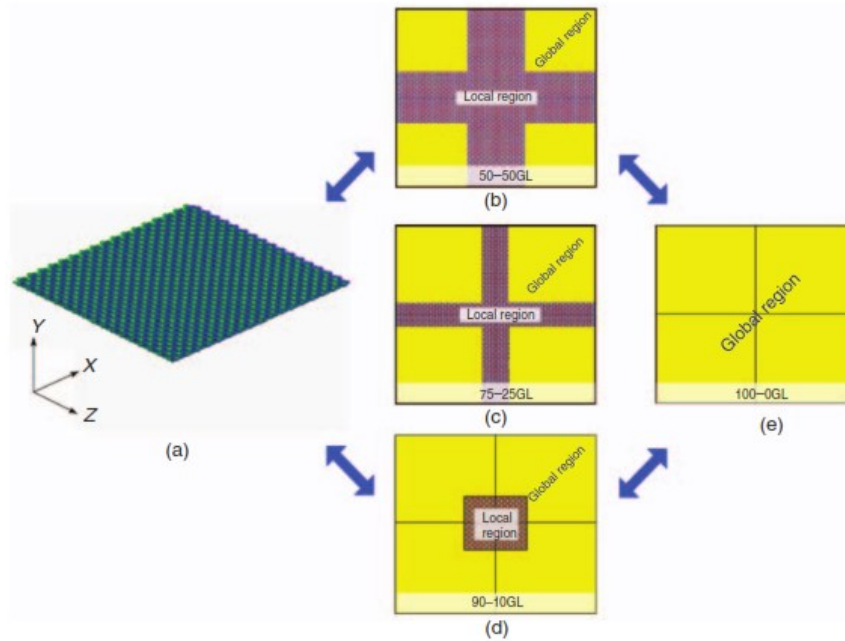 Global region
Local region
50–50GL
(b)
Global region
Local region
75–25GL
(c)
Y
X
Z
(a)
Global region
100–0GL
(e)
Global region
Local
region
90–10GL
(d)